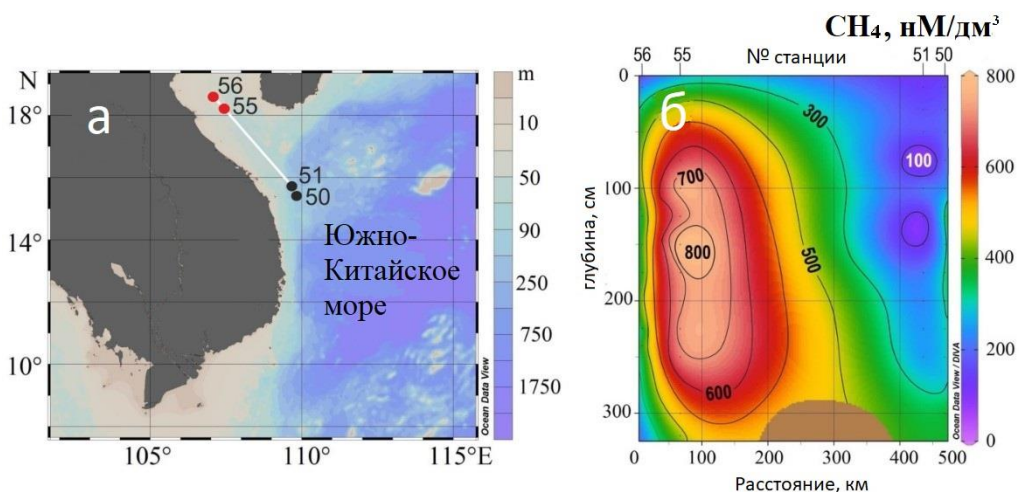 N
18°
14°
10°
105°
110°
115°E
а
56
55
51
50
Южно-
Китайское
море
m
10
50
90
250
750
1750
Ocean Data View
CH₄, нМ/дм³
56 55 № станции 51 50
глубина, см
0
100
200
300
б
300
100
700
800
500
600
0 100 200 300 400 500
Расстояние, км
800
600
400
200
0
Ocean Data View / DIVA